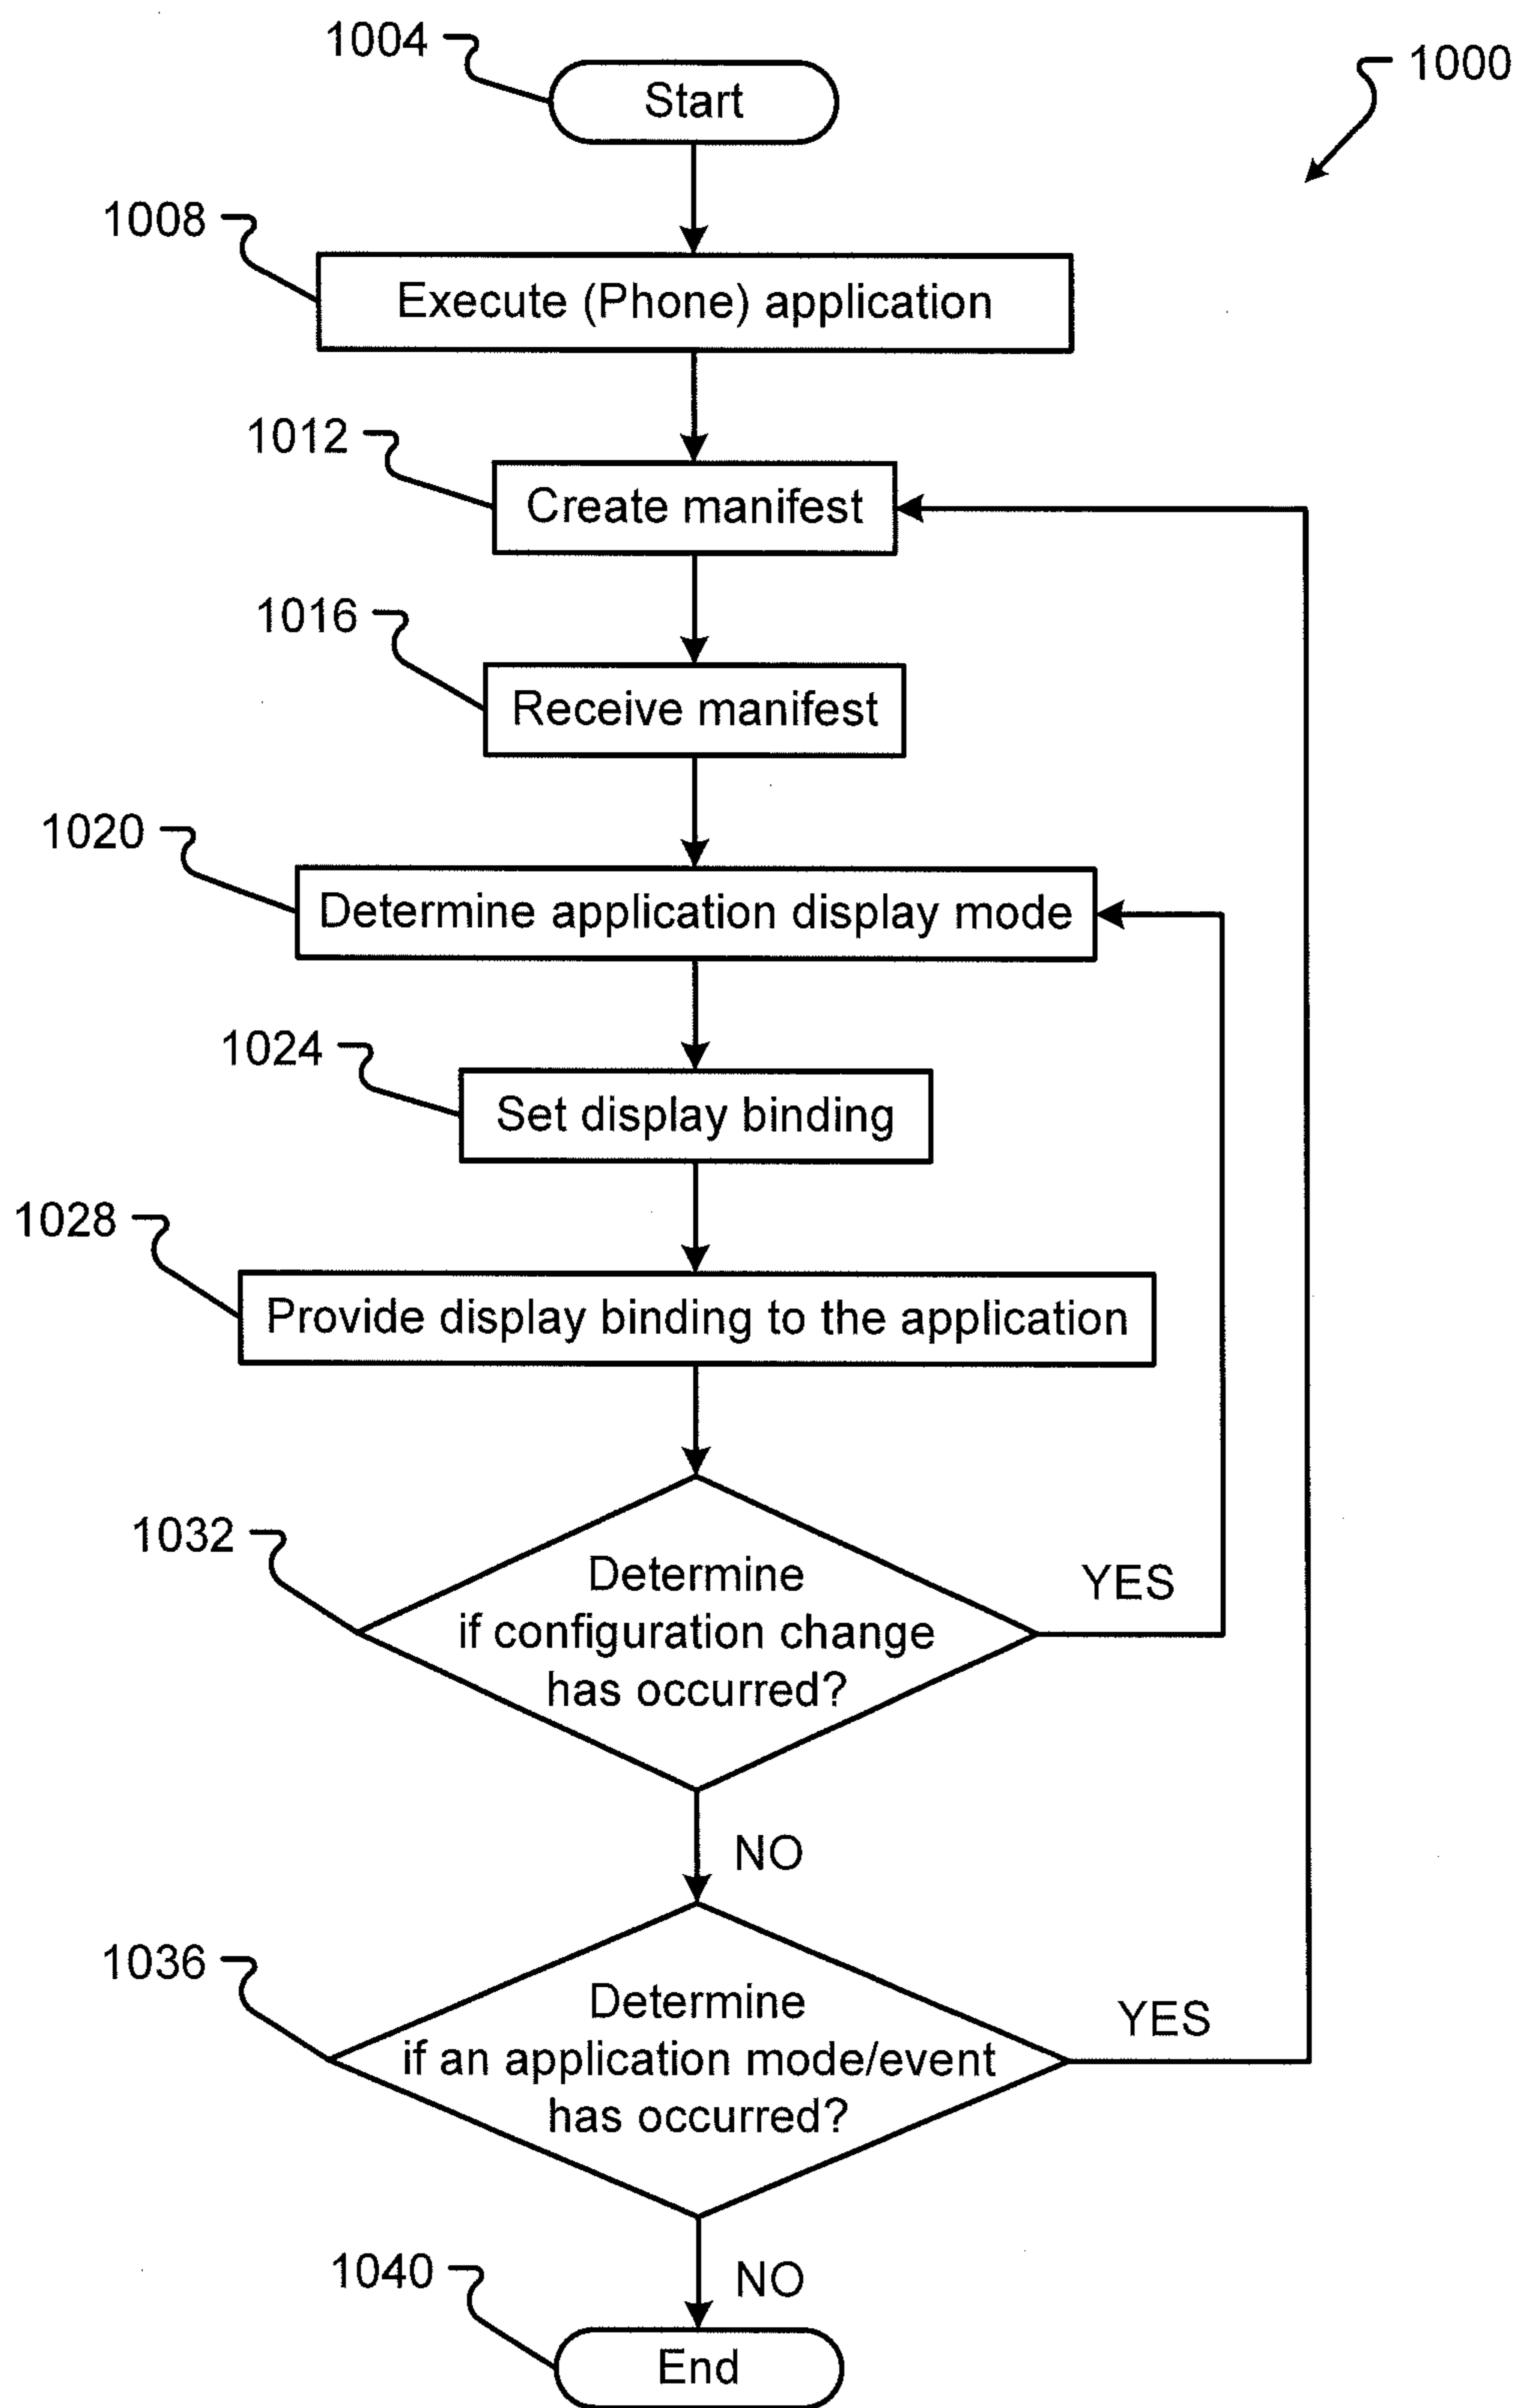 1004
1000
Start
1008
Execute (Phone) application
1012
Create manifest
1016
Receive manifest
1020
Determine application display mode
1024
Set display binding
1028
Provide display binding to the application
1032
Determine
if configuration change
has occurred?
YES
NO
1036
Determine
if an application mode/event
has occurred?
YES
NO
1040
End